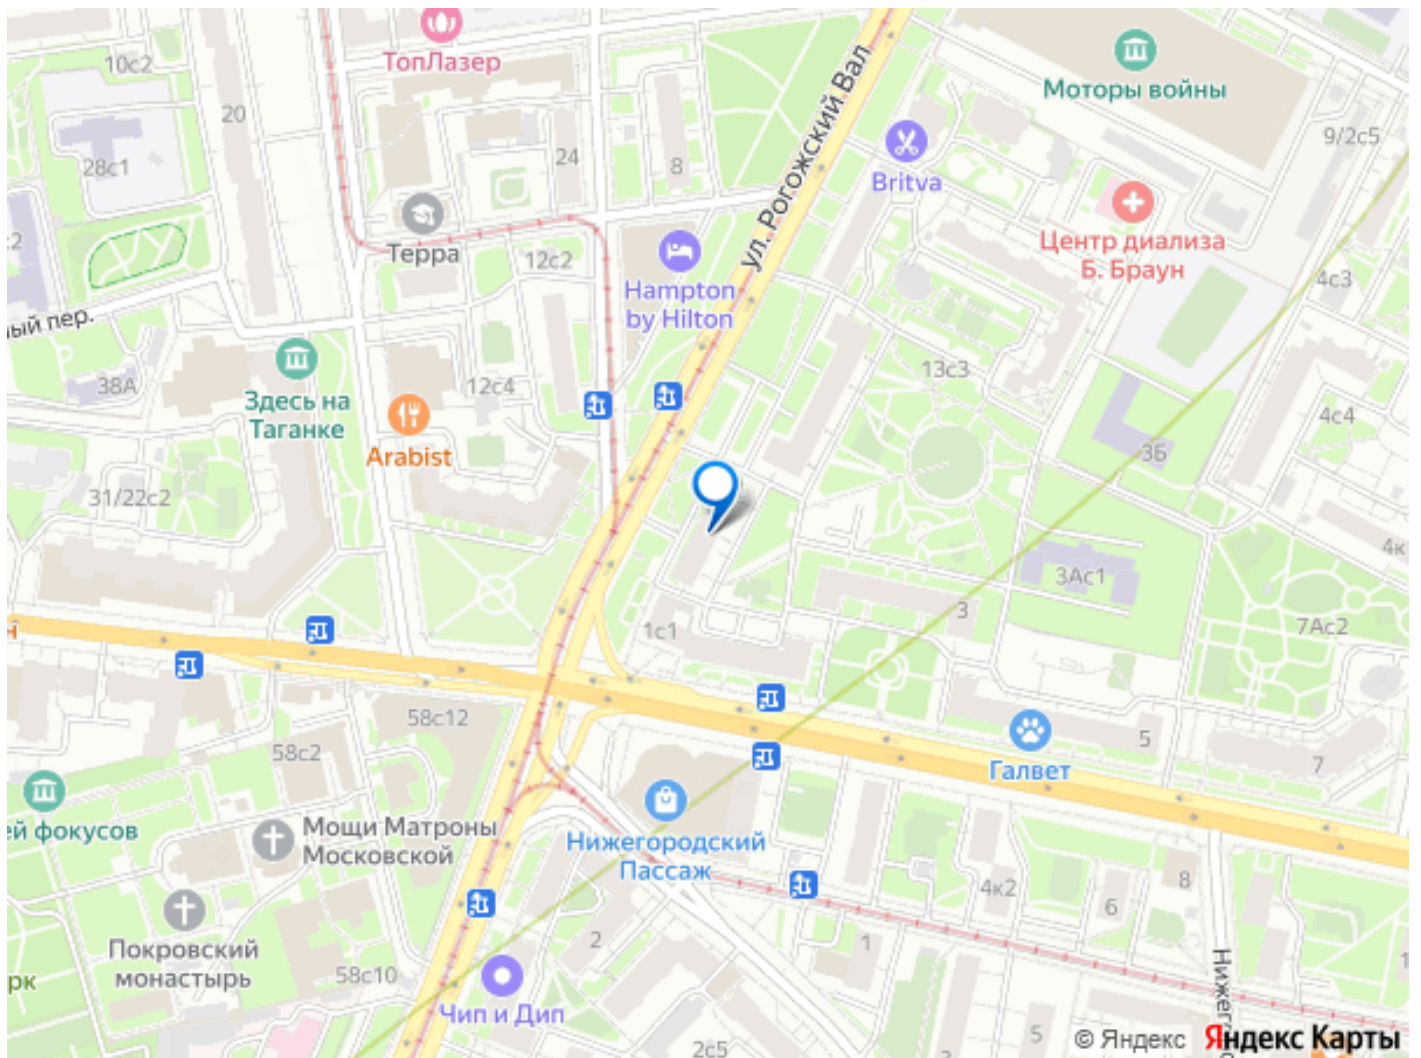 ТопЛазер
10с2
20
28с1
24
8
ул. Рогожский Вал
Моторы войны
9/2с5
Britva
Центр диализа
Б. Браун
Терра
12с2
Hampton
by Hilton
4с3
ный пер.
38А
Здесь на
Таганке
12с4
Arabist
13с3
4с4
3Б
31/22с2
4к
3Ас1
3
7Ас2
1с1
н
58с12
58с2
5
7
Галвет
ей фокусов
Мощи Матроны
Московской
Нижегородский
Пассаж
4к2
8
6
Покровский
монастырь
рк
58с10
2
1
Чип и Дип
2с5
5
© Яндекс
Яндекс Карты